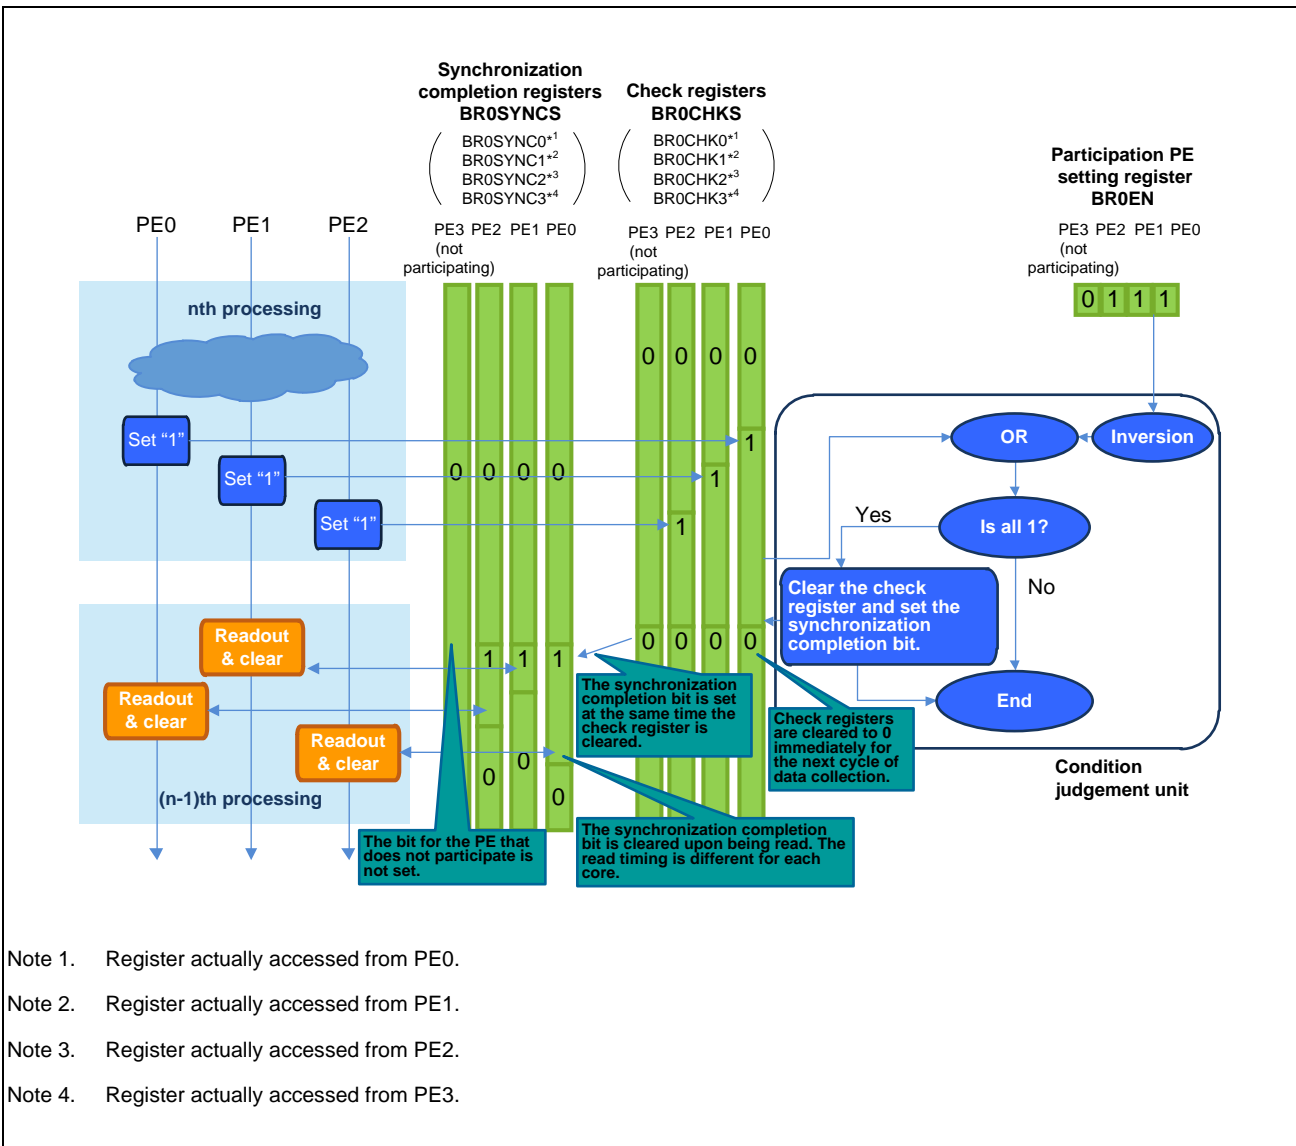 Synchronization
completion registers
BR0SYNCS
BR0SYNC0*1
BR0SYNC1*2
BR0SYNC2*3
BR0SYNC3*4
Check registers
BR0CHKS
BR0CHK0*1
BR0CHK1*2
BR0CHK2*3
BR0CHK3*4
Participation PE
setting register
BR0EN
PE0 PE1 PE2
PE3 PE2 PE1 PE0
(not
participating)
PE3 PE2 PE1 PE0
(not
participating)
PE3 PE2 PE1 PE0
(not
participating)
0 1 1 1
nth processing
0 0 0 0
Set “1”
1
OR
Inversion
Set “1”
0 0 0 0
1
Set “1”
1
Yes
Is all 1?
No
Clear the check
register and set the
synchronization
completion bit.
Readout
& clear
1 1 1
0 0 0 0
Readout
& clear
The synchronization
completion bit is set
at the same time the
check register is
cleared.
Check registers
are cleared to 0
immediately for
the next cycle of
data collection.
End
Readout
& clear
0
0
0
(n-1)th processing
Condition
judgement unit
The bit for the PE that
does not participate is
not set.
The synchronization completion
bit is cleared upon being read. The
read timing is different for each
core.
Note 1. Register actually accessed from PE0.
Note 2. Register actually accessed from PE1.
Note 3. Register actually accessed from PE2.
Note 4. Register actually accessed from PE3.